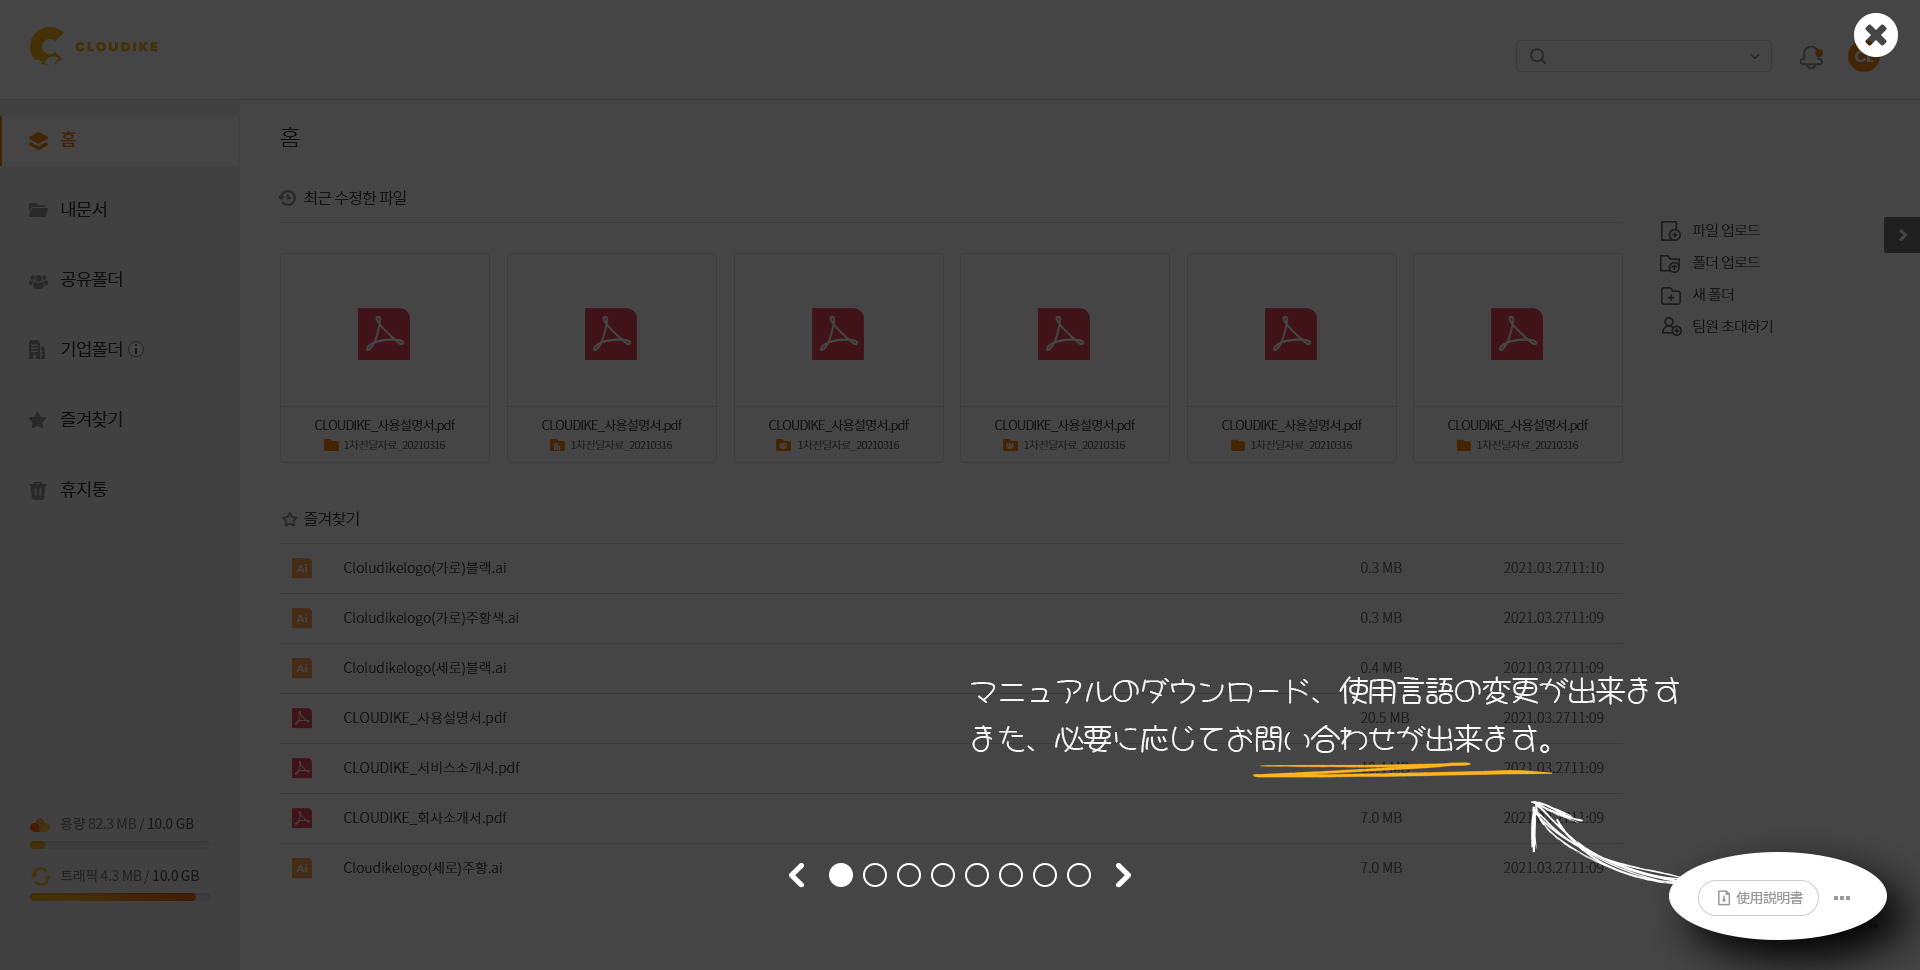 CLOUDIKE
CL
홈
내문서
공유폴더
기업폴더
즐겨찾기
휴지통
용량 82.3 MB / 10.0 GB
트래픽 4.3 MB / 10.0 GB
홈
최근 수정한 파일
CLOUDIKE_사용설명서.pdf
1차전달자료_20210316
CLOUDIKE_사용설명서.pdf
1차전달자료_20210316
CLOUDIKE_사용설명서.pdf
1차전달자료_20210316
CLOUDIKE_사용설명서.pdf
1차전달자료_20210316
CLOUDIKE_사용설명서.pdf
1차전달자료_20210316
CLOUDIKE_사용설명서.pdf
1차전달자료_20210316
파일 업로드
폴더 업로드
새 폴더
팀원 초대하기
즐겨찾기
Ai Cloludikelogo(가로)블랙.ai 0.3 MB 2021.03.2711:10
Ai Cloludikelogo(가로)주황색.ai 0.3 MB 2021.03.2711:09
Ai Cloludikelogo(세로)블랙.ai 0.4 MB 2021.03.2711:09
CLOUDIKE_사용설명서.pdf 20.5 MB 2021.03.2711:09
CLOUDIKE_서비스소개서.pdf 2021.03.2711:09
CLOUDIKE_회사소개서.pdf 7.0 MB 2021.03.2711:09
Ai Cloudikelogo(세로)주황.ai 7.0 MB 2021.03.2711:09
マニュアルのダウンロード、使用言語の変更が出来ます
また、必要に応じてお問い合わせが出来ます。
使用説明書